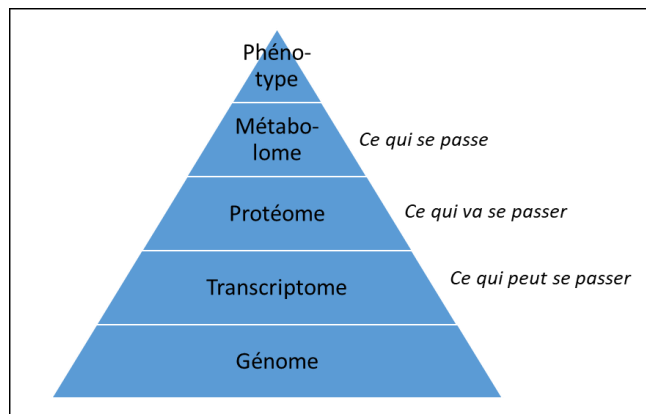 Phéno-
type
Métabo-
lome
Ce qui se passe
Protéome
Ce qui va se passer
Transcriptome
Ce qui peut se passer
Génome